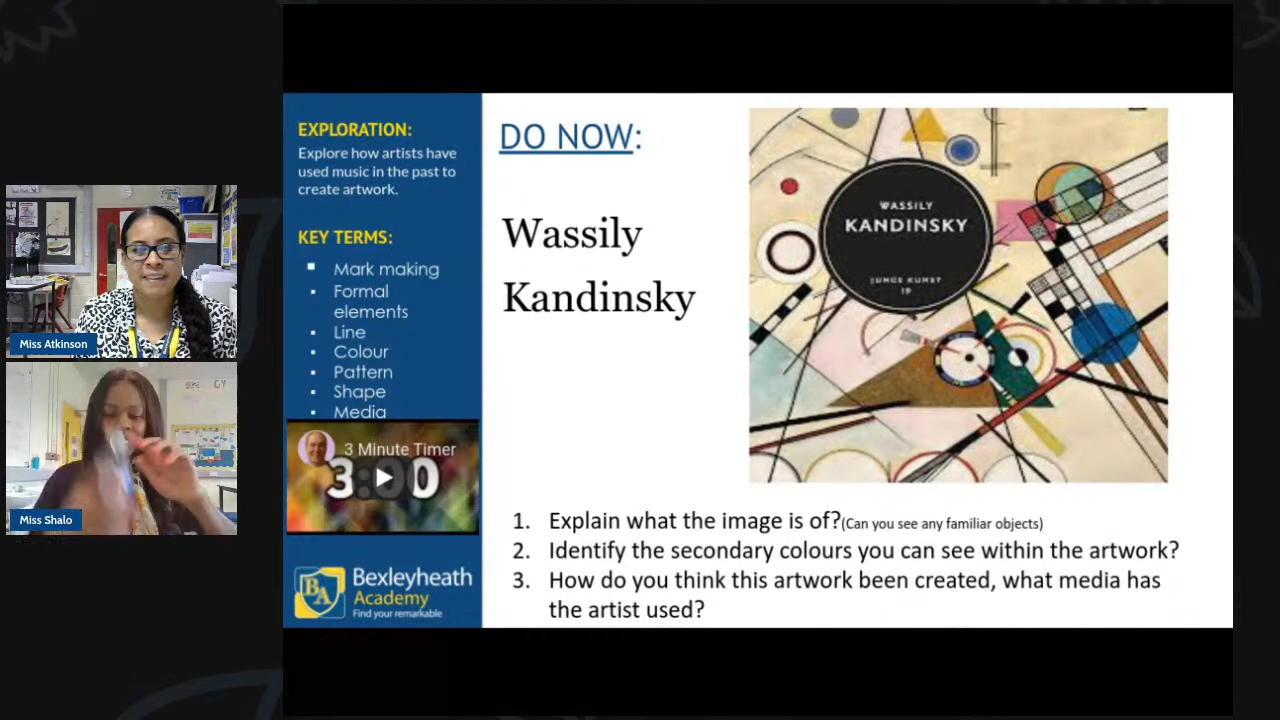 EXPLORATION:
Explore how artists have
used music in the past to
create artwork.
KEY TERMS:
▪ Mark making
▪ Formal
elements
▪ Line
▪ Colour
▪ Pattern
▪ Shape
▪ Media
3 Minute Timer
3:00
Bexleyheath
Academy
Find your remarkable
BA
DO NOW:
Wassily
Kandinsky
WASSILY
KANDINSKY
JUNGE KUNST
19
1. Explain what the image is of?(Can you see any familiar objects)
2. Identify the secondary colours you can see within the artwork?
3. How do you think this artwork been created, what media has
the artist used?
Miss Atkinson
Miss Shalo